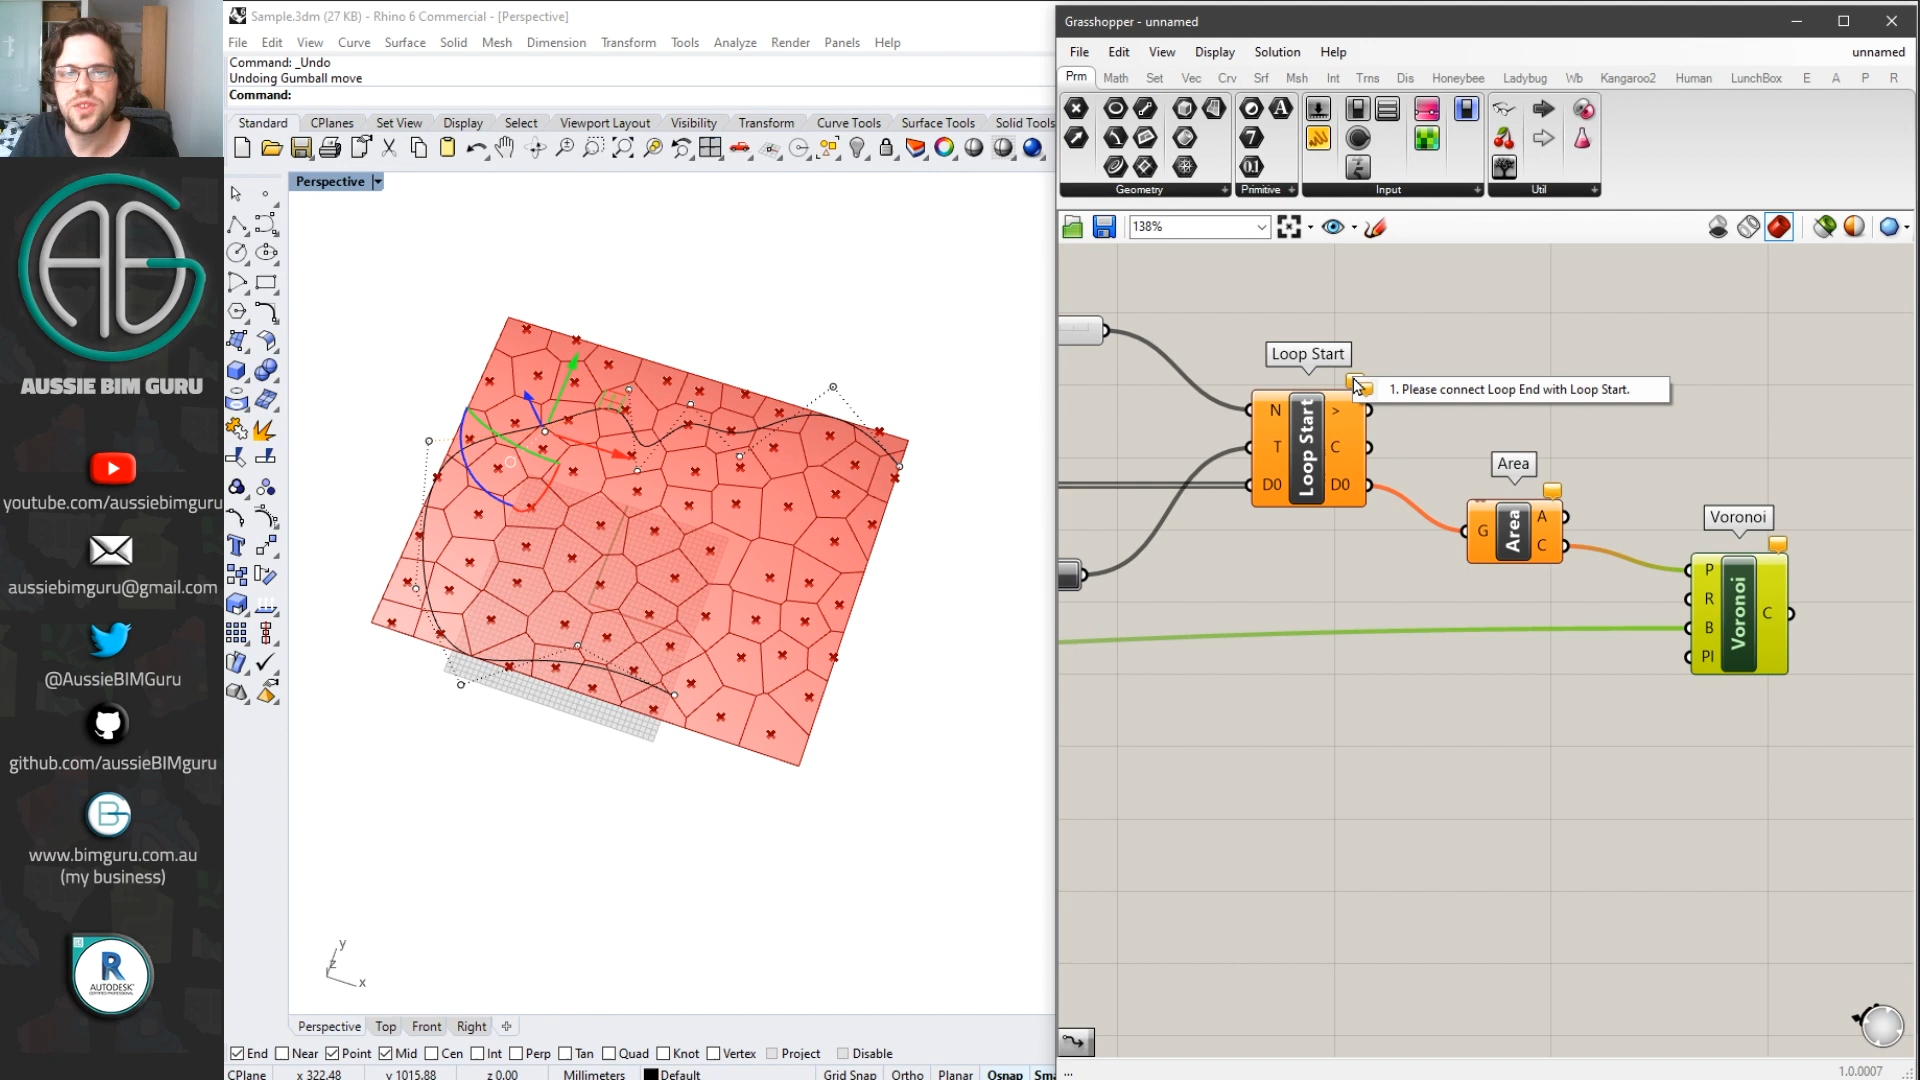 AUSSIE BIM GURU
youtube.com/aussiebimguru
aussiebimguru@gmail.com
@AussieBIMGuru
github.com/aussieBIMguru
www.bimguru.com.au
(my business)
R
AUTODESK
Sample.3dm (27 KB) - Rhino 6 Commercial - [Perspective]
File Edit View Curve Surface Solid Mesh Dimension Transform Tools Analyze Render Panels Help
Command: _Undo
Undoing Gumball move
Command:
Standard CPlanes Set View Display Select Viewport Layout Visibility Transform Curve Tools Surface Tools Solid Tools
Perspective
y
z
x
Perspective Top Front Right
End Near Point Mid Cen Int Perp Tan Quad Knot Vertex Project Disable
CPlane x 322.48 y 1015.88 z 0.00 Millimeters Default Grid Snap Ortho Planar Osnap Sma
Grasshopper - unnamed
File Edit View Display Solution Help unnamed
Prm Math Set Vec Crv Srf Msh Int Trns Dis Honeybee Ladybug Wb Kangaroo2 Human LunchBox E A P R
Geometry Primitive Input Util
138%
Loop Start
1. Please connect Loop End with Loop Start.
N >
T C
D0 D0
Loop Start
Area
G A
C
Area
Voronoi
P
R
B
Pl
C
Voronoi
...
1.0.0007